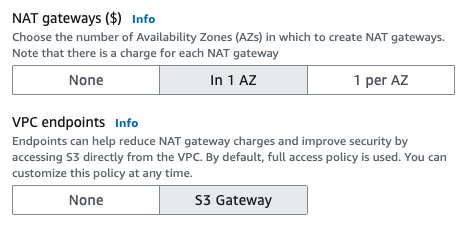 NAT gateways ($) Info
Choose the number of Availability Zones (AZs) in which to create NAT gateways.
Note that there is a charge for each NAT gateway
None In 1 AZ 1 per AZ
VPC endpoints Info
Endpoints can help reduce NAT gateway charges and improve security by
accessing S3 directly from the VPC. By default, full access policy is used. You can
customize this policy at any time.
None S3 Gateway